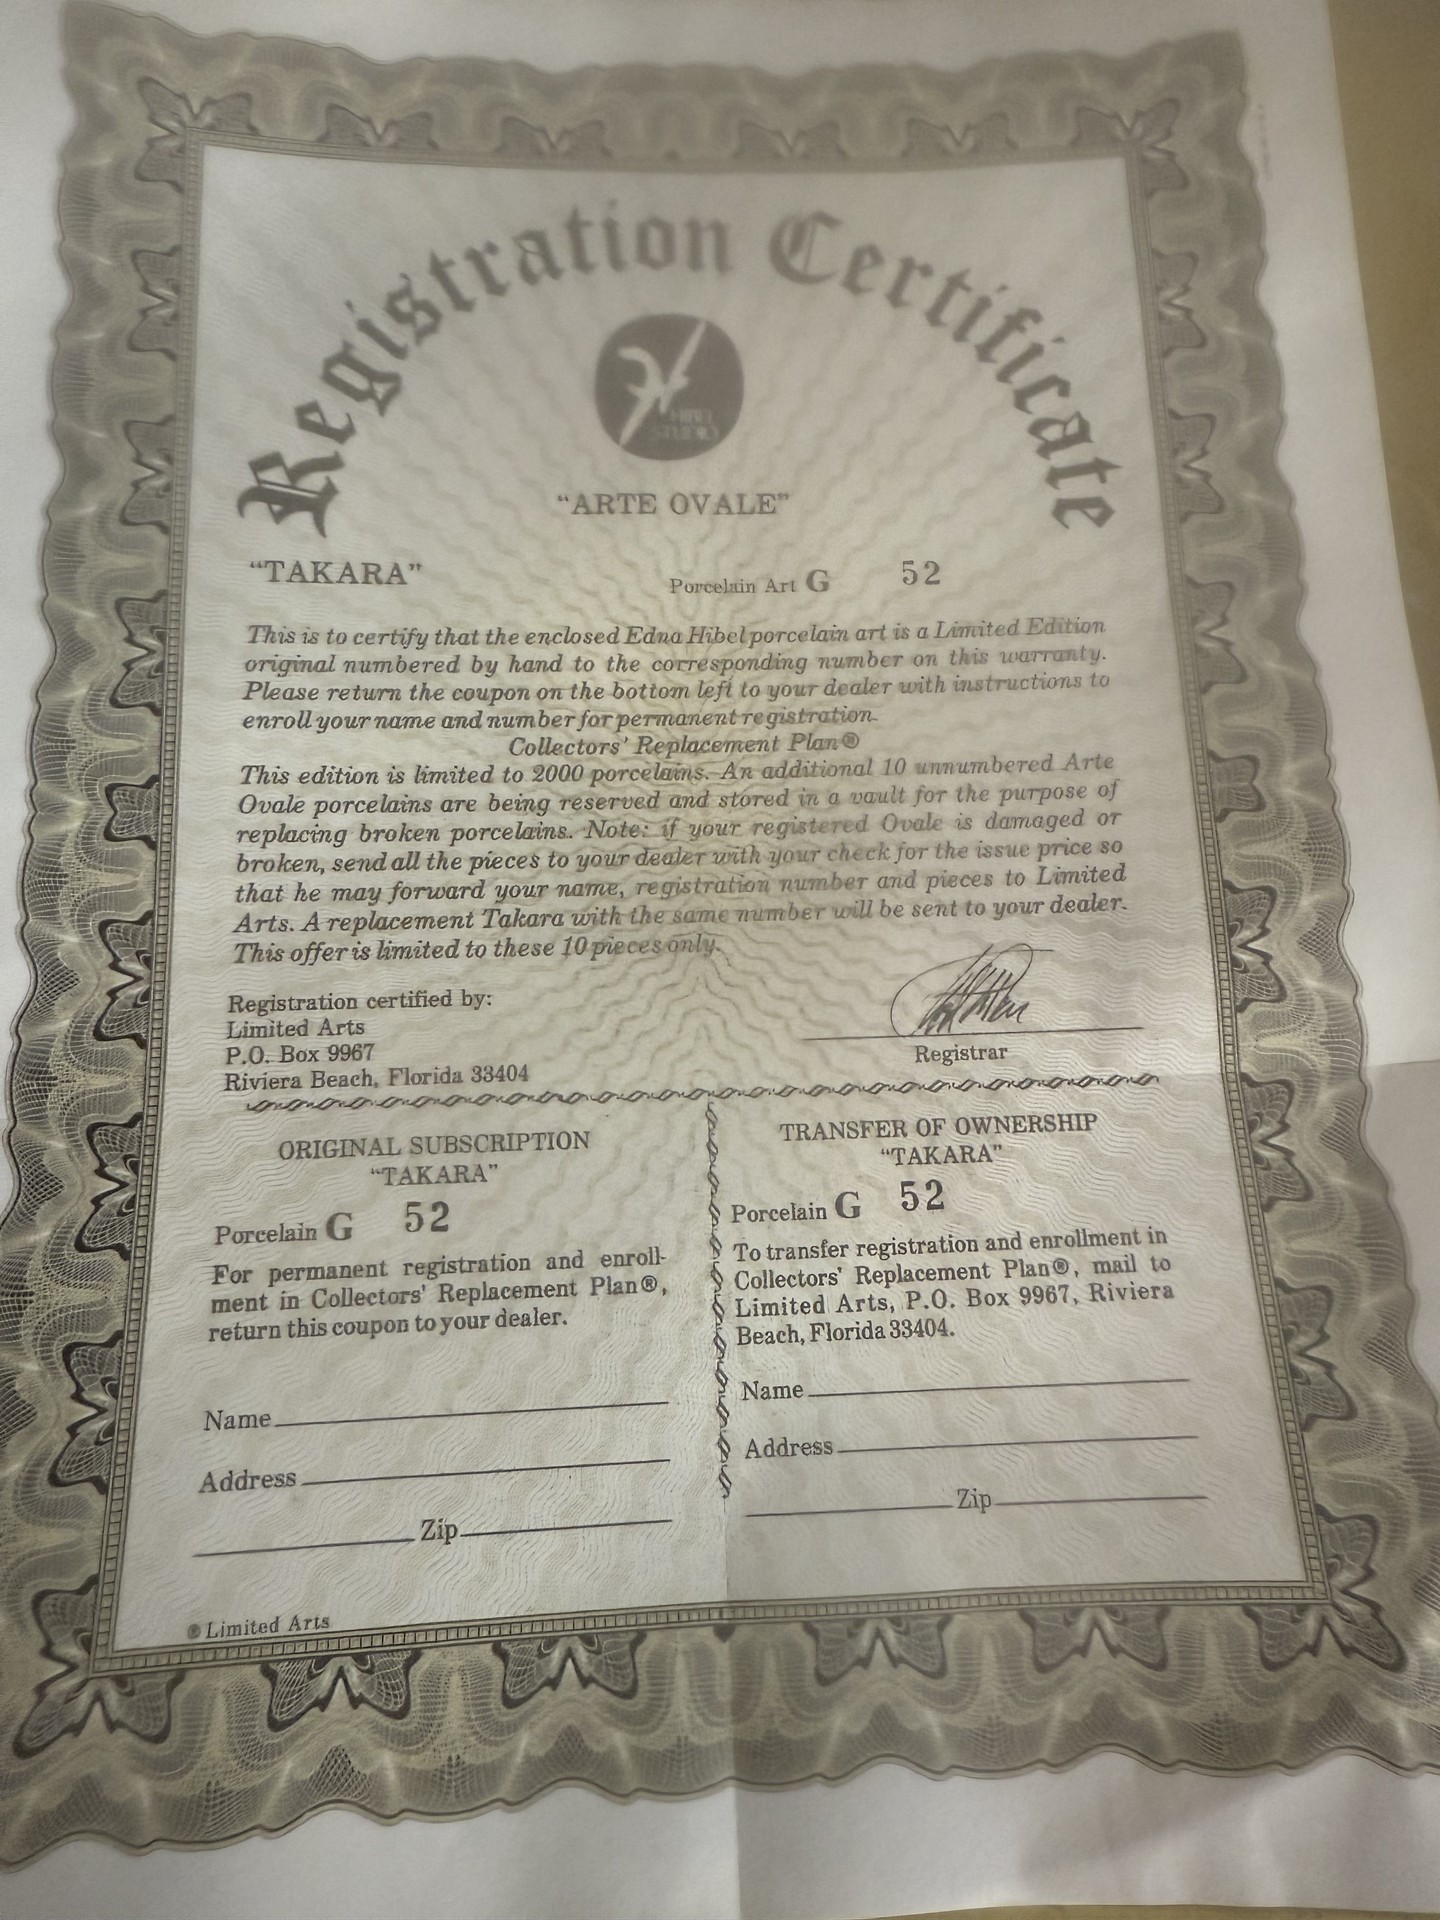 Registration Certificate
HIBEL
STUDIO
"ARTE OVALE"
"TAKARA" Porcelain Art G 52
This is to certify that the enclosed Edna Hibel porcelain art is a Limited Edition
original numbered by hand to the corresponding number on this warranty.
Please return the coupon on the bottom left to your dealer with instructions to
enroll your name and number for permanent registration.
Collectors' Replacement Plan®
This edition is limited to 2000 porcelains. An additional 10 unnumbered Arte
Ovale porcelains are being reserved and stored in a vault for the purpose of
replacing broken porcelains. Note: if your registered Ovale is damaged or
broken, send all the pieces to your dealer with your check for the issue price so
that he may forward your name, registration number and pieces to Limited
Arts. A replacement Takara with the same number will be sent to your dealer.
This offer is limited to these 10 pieces only.
Registration certified by:
Limited Arts
P.O. Box 9967
Riviera Beach, Florida 33404
Registrar
ORIGINAL SUBSCRIPTION
"TAKARA"
Porcelain G 52
For permanent registration and enroll-
ment in Collectors' Replacement Plan®,
return this coupon to your dealer.
Name
Address
Zip
TRANSFER OF OWNERSHIP
"TAKARA"
Porcelain G 52
To transfer registration and enrollment in
Collectors' Replacement Plan®, mail to
Limited Arts, P.O. Box 9967, Riviera
Beach, Florida 33404.
Name
Address
Zip
® Limited Arts